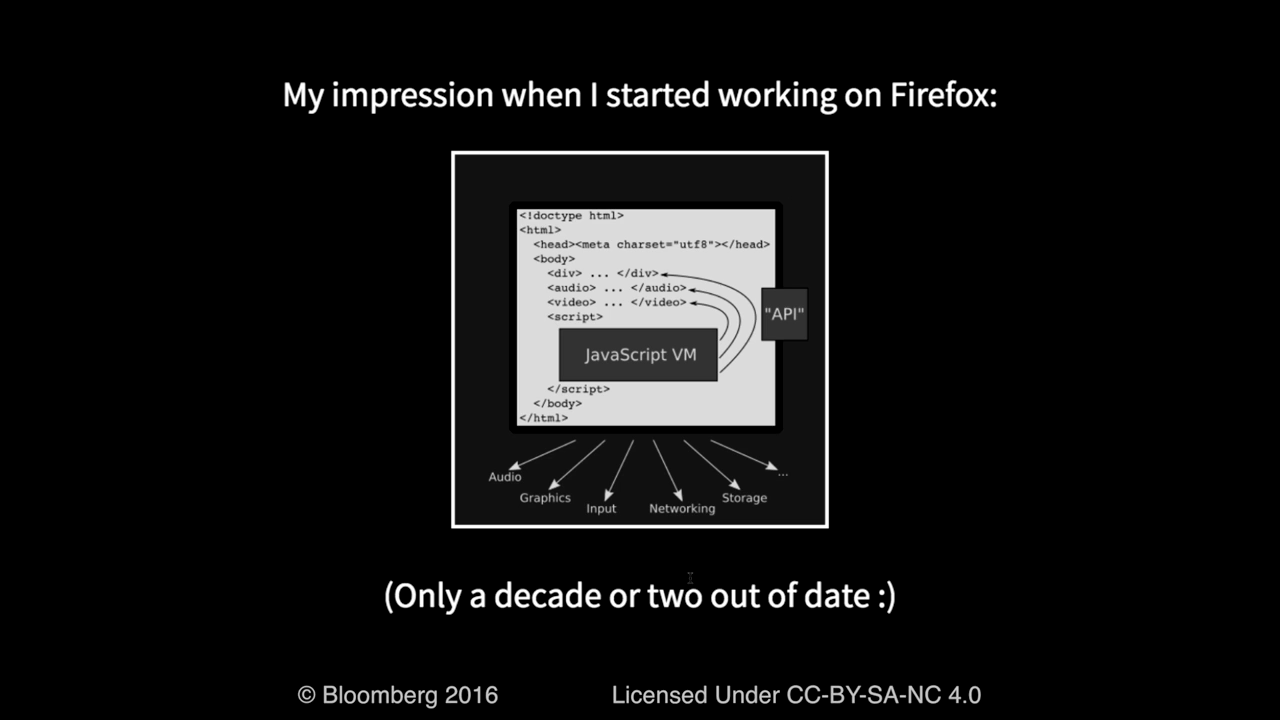 My impression when I started working on Firefox:
<!doctype html>
<html>
<head><meta charset="utf8"></head>
<body>
<div> ... </div>
<audio> ... </audio>
<video> ... </video>
<script>
"API"
JavaScript VM
</script>
</body>
</html>
Audio
Graphics
Input
Networking
Storage
...
(Only a decade or two out of date :)
© Bloomberg 2016
Licensed Under CC-BY-SA-NC 4.0